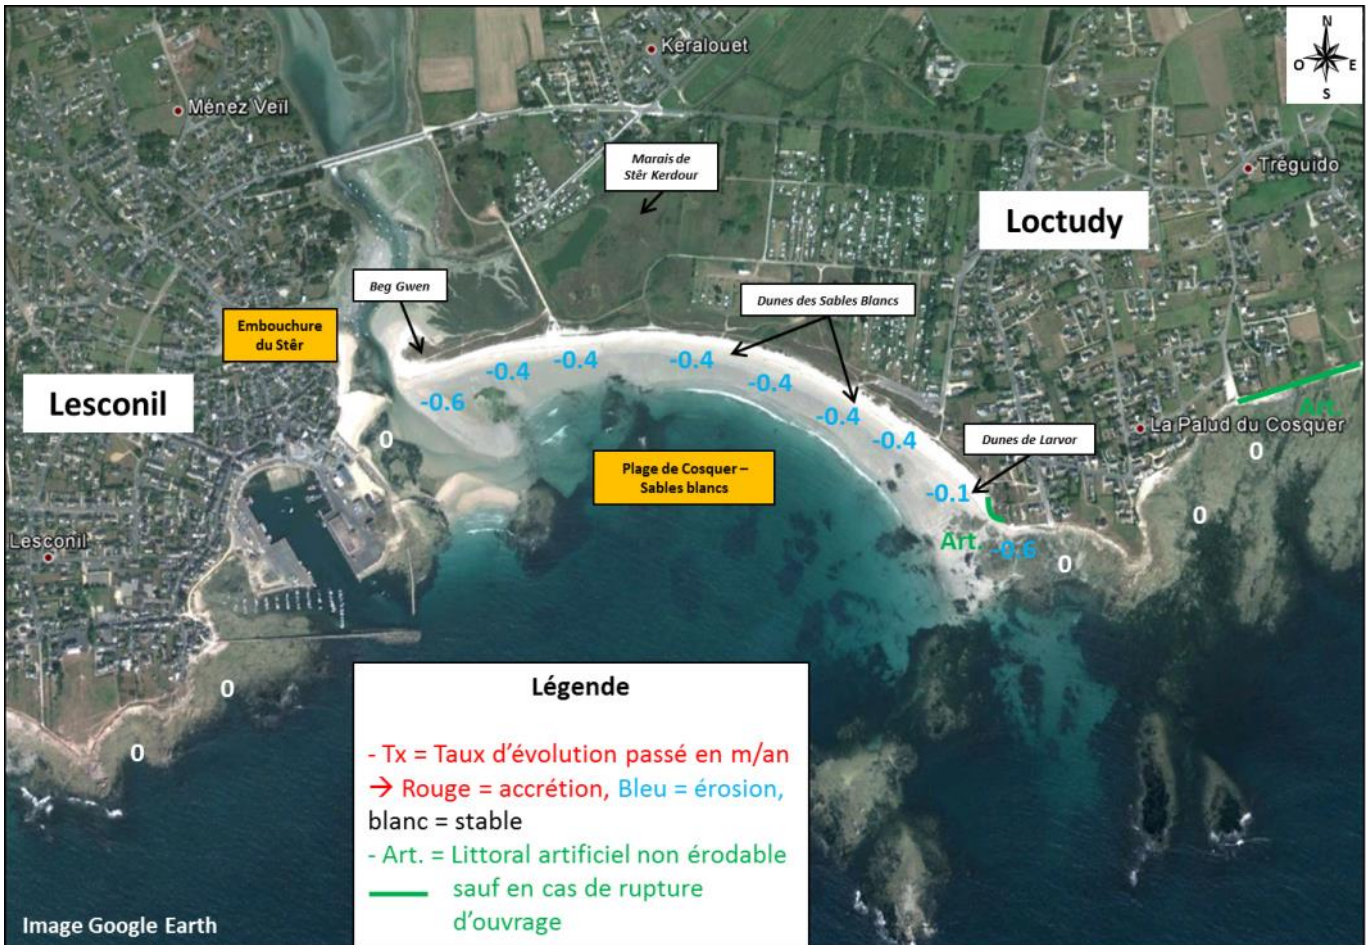 N
O E
S
Keralouet
Ménez Veïl
Marais de
Stêr Kerdour
Tréguido
Loctudy
Beg Gwen
Dunes des Sables Blancs
Embouchure
du Stêr
-0.4
-0.4
-0.4
-0.4
-0.6
-0.4
-0.4
Lesconil
Art.
La Palud du Cosquer
Dunes de Larvor
0
0
Plage de Cosquer –
Sables blancs
-0.1
0
Lesconil
Art.
-0.6
0
0
0
Légende
- Tx = Taux d'évolution passé en m/an
→ Rouge = accrétion, Bleu = érosion,
blanc = stable
- Art. = Littoral artificiel non érodable
sauf en cas de rupture
d'ouvrage
Image Google Earth